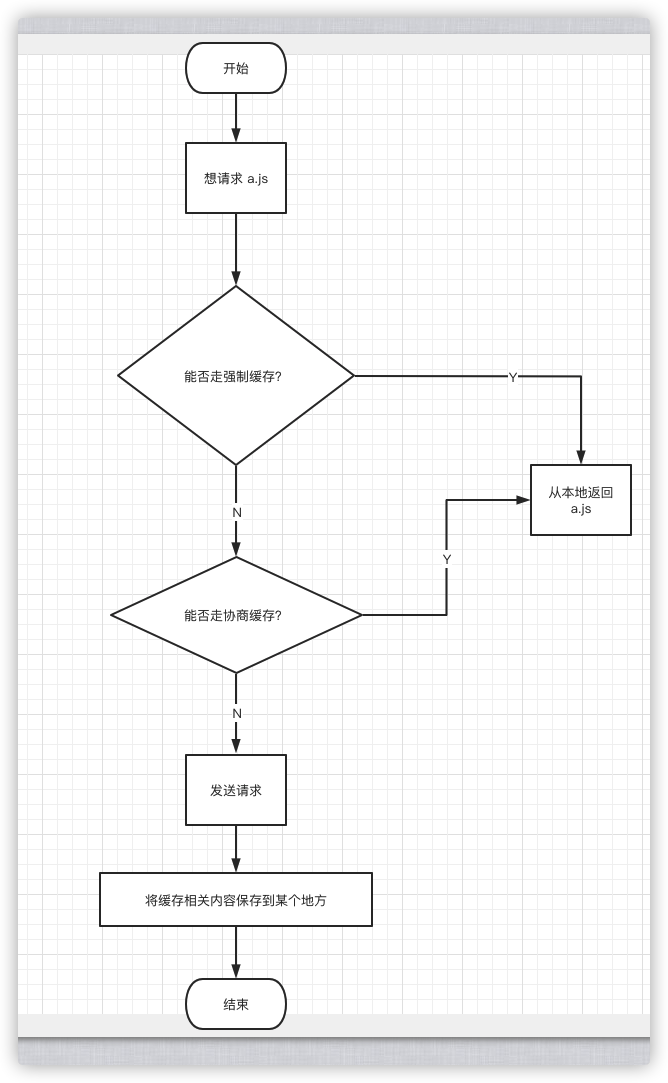 开始
想请求 a.js
能否走强制缓存?
Y
从本地返回
a.js
N
Y
能否走协商缓存?
N
发送请求
将缓存相关内容保存到某个地方
结束